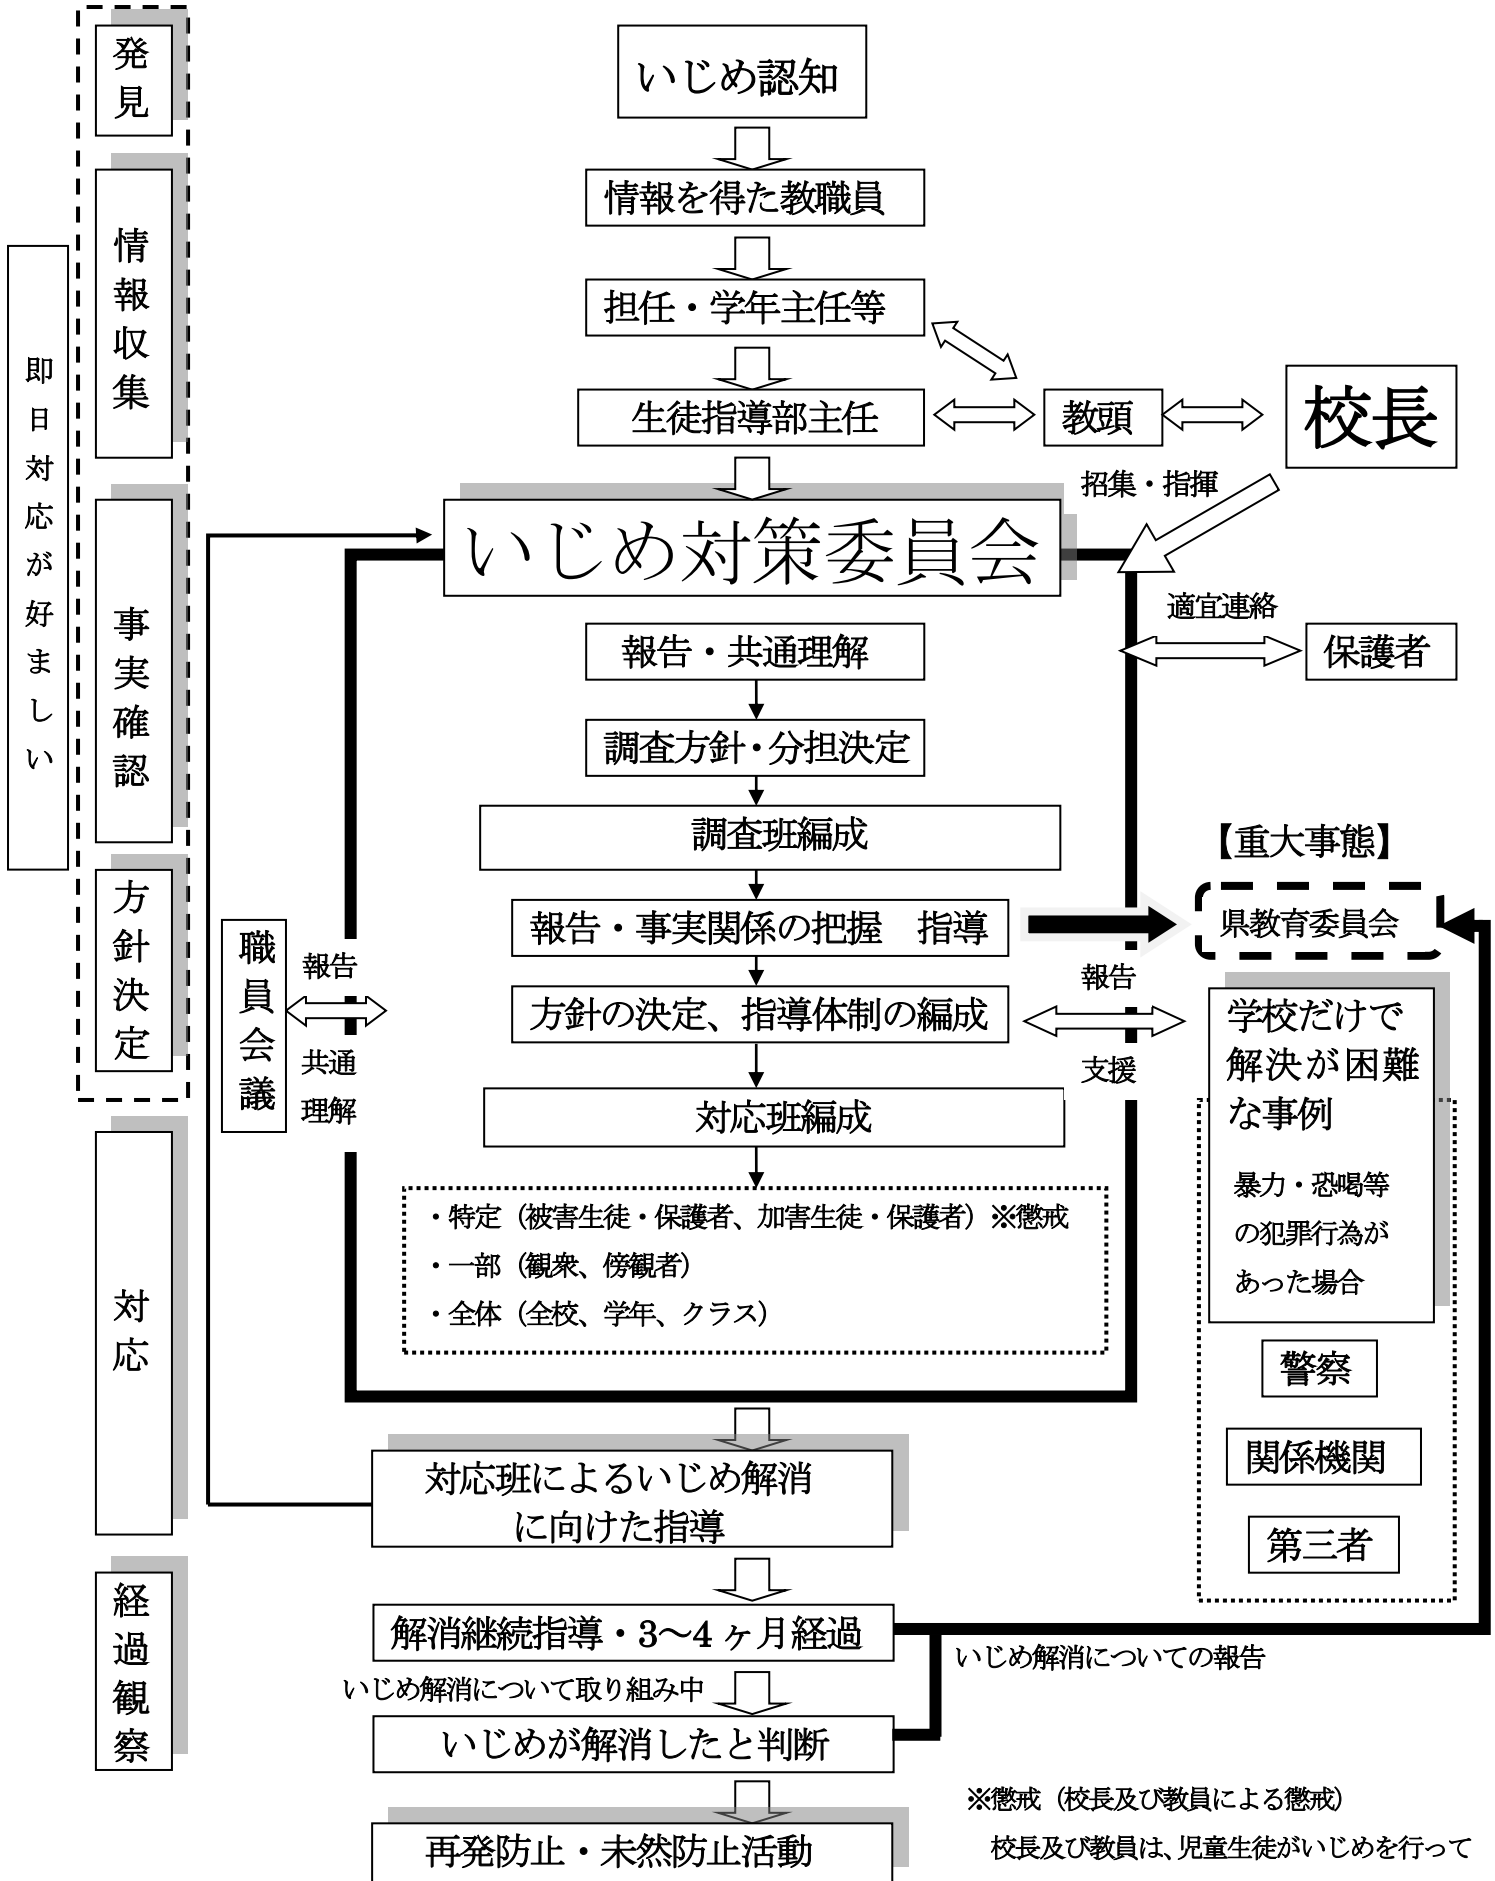 発見
情報収集
事実確認
方針決定
対応
経過観察
即日対応が好ましい
いじめ認知
情報を得た教職員
担任・学年主任等
生徒指導部主任
教頭
校長
招集・指揮
いじめ対策委員会
適宜連絡
保護者
報告・共通理解
調査方針・分担決定
調査班編成
報告・事実関係の把握　指導
方針の決定、指導体制の編成
対応班編成
・特定（被害生徒・保護者、加害生徒・保護者）※懲戒
・一部（観衆、傍観者）
・全体（全校、学年、クラス）
職員会議
報告
共通
理解
【重大事態】
県教育委員会
報告
支援
学校だけで
解決が困難
な事例
暴力・恐喝等
の犯罪行為が
あった場合
警察
関係機関
第三者
対応班によるいじめ解消
に向けた指導
解消継続指導・3～4 ヶ月経過
いじめ解消についての報告
いじめ解消について取り組み中
いじめが解消したと判断
再発防止・未然防止活動
※懲戒（校長及び教員による懲戒）
校長及び教員は、児童生徒がいじめを行って